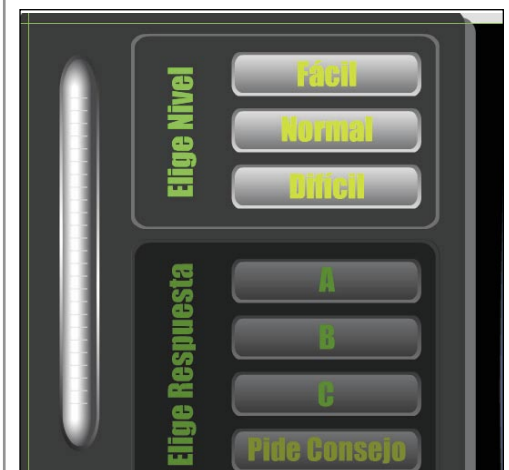 Elige Nivel
Fácil
Normal
Difícil
Elige Respuesta
A
B
C
Pide Consejo